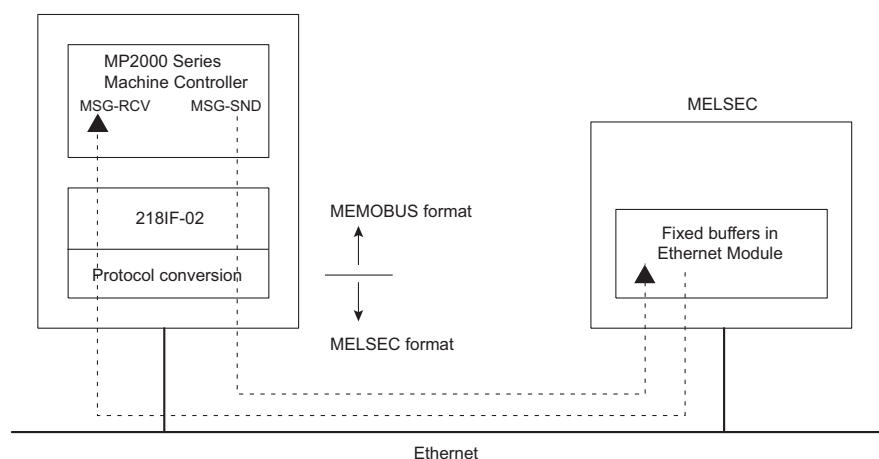 MP2000 Series
Machine Controller
MSG-RCV MSG-SND
218IF-02
Protocol conversion
MEMOBUS format
MELSEC format
MELSEC
Fixed buffers in
Ethernet Module
Ethernet